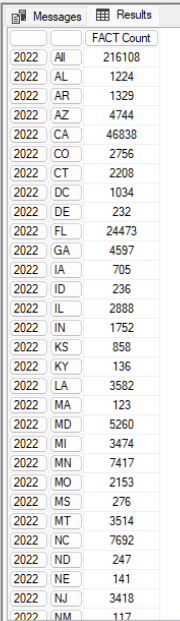 Messages Results
FACT Count
2022 All 216108
2022 AL 1224
2022 AR 1329
2022 AZ 4744
2022 CA 46838
2022 CO 2756
2022 CT 2208
2022 DC 1034
2022 DE 232
2022 FL 24473
2022 GA 4597
2022 IA 705
2022 ID 236
2022 IL 2888
2022 IN 1752
2022 KS 858
2022 KY 136
2022 LA 3582
2022 MA 123
2022 MD 5260
2022 MI 3474
2022 MN 7417
2022 MO 2153
2022 MS 276
2022 MT 3514
2022 NC 7692
2022 ND 247
2022 NE 141
2022 NJ 3418
2022 NM 117